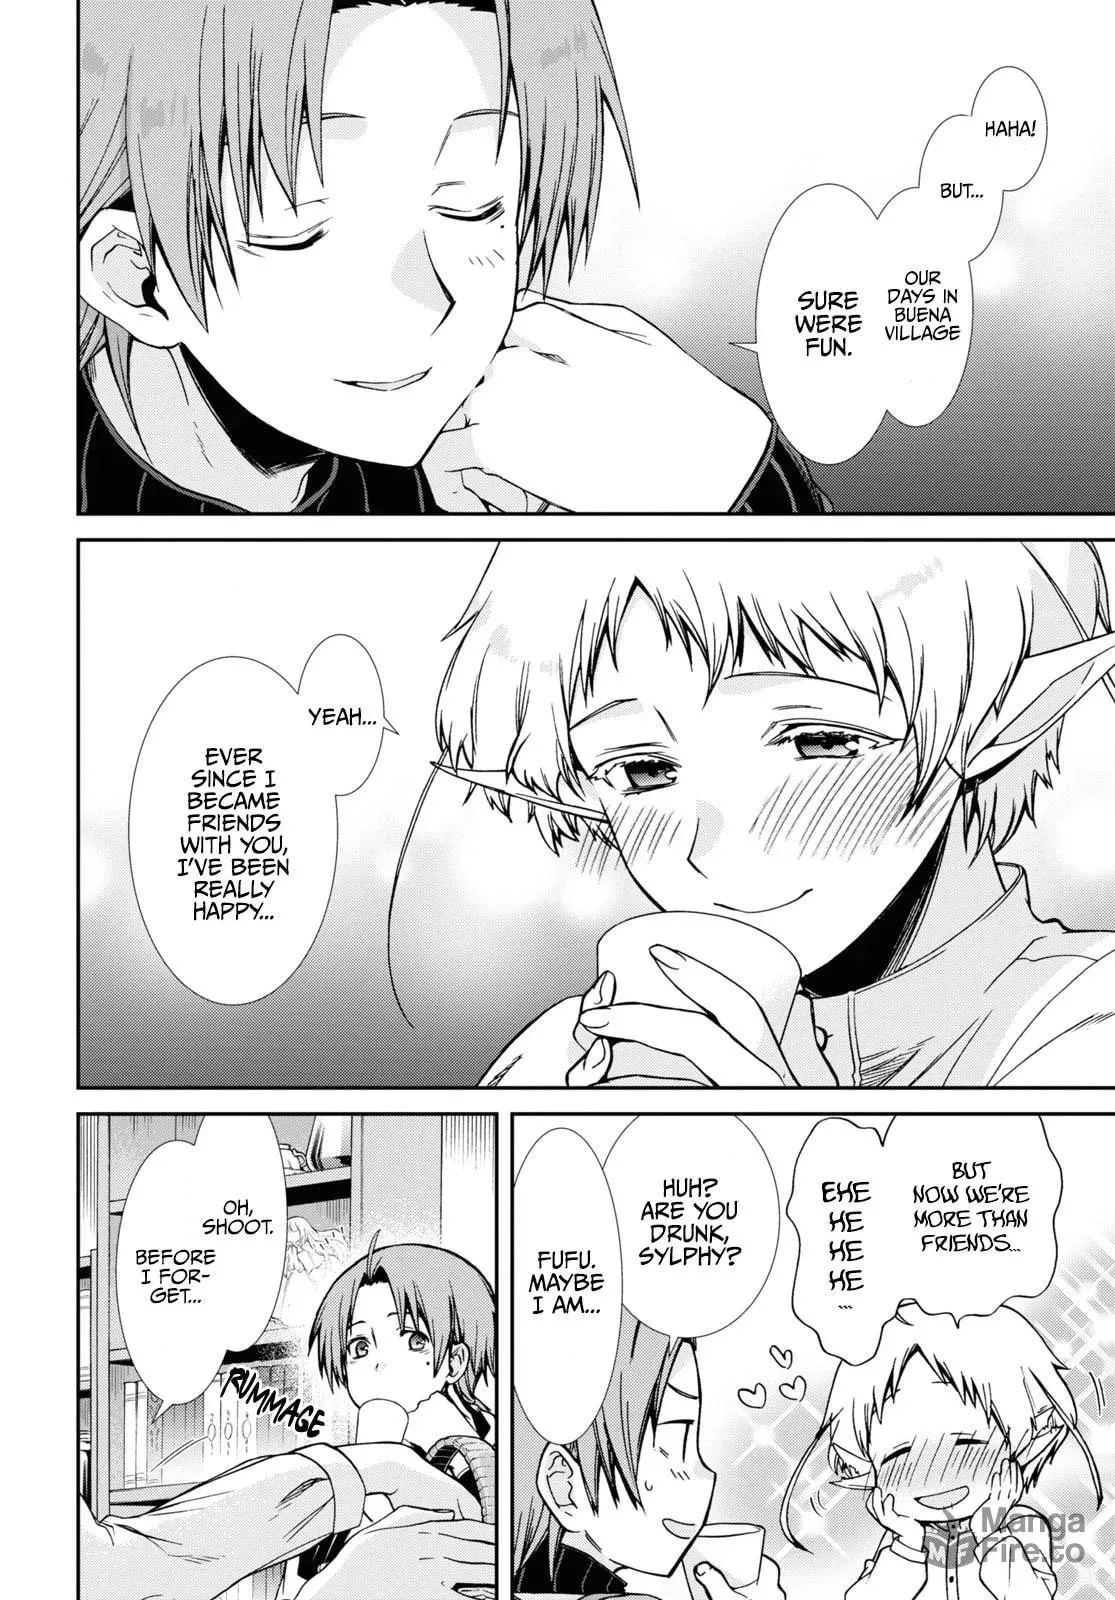 HAHA!
BUT...
OUR
DAYS IN
BUENA
VILLAGE
SURE
WERE
FUN.
YEAH...
EVER
SINCE I
BECAME
FRIENDS
WITH YOU,
I'VE BEEN
REALLY
HAPPY...
BUT
NOW WE'RE
MORE THAN
FRIENDS...
EHE
HE
HE
HE
...
HUH?
ARE YOU
DRUNK,
SYLPHY?
FUFU.
MAYBE
I AM...
OH,
SHOOT.
BEFORE
I FOR-
GET...
RUMMAGE
MF
Manga
Fire.to